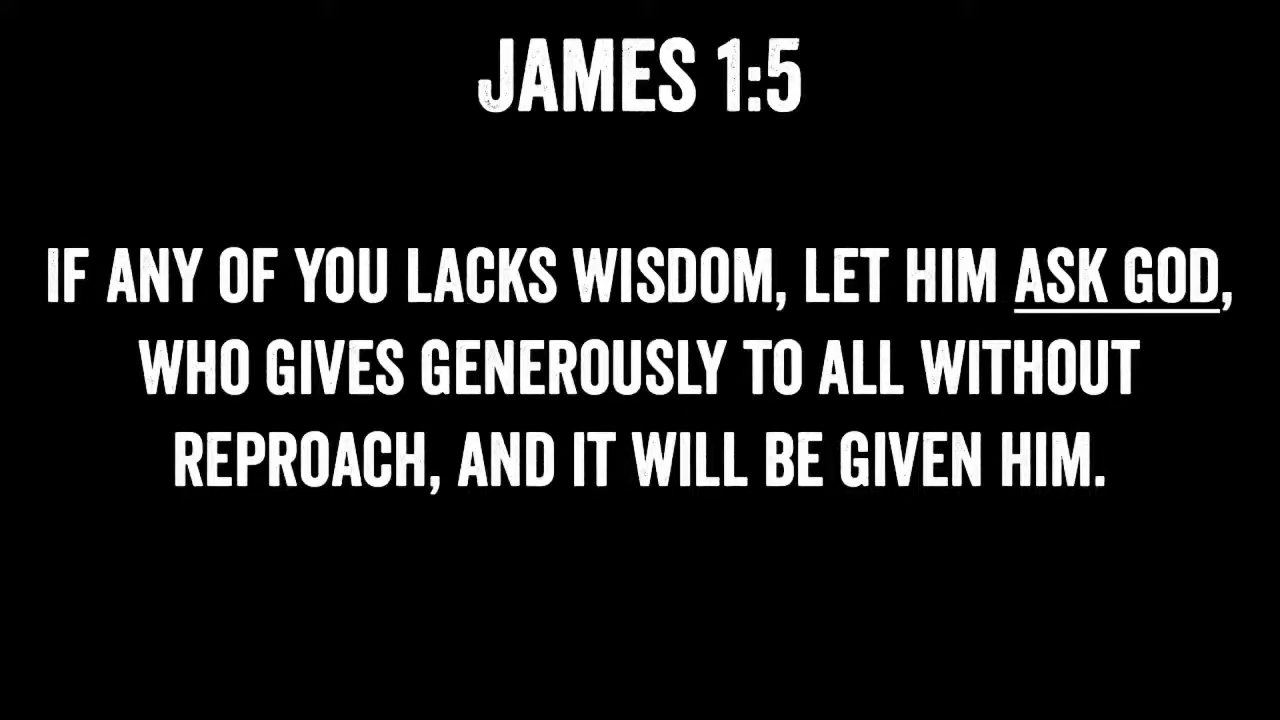 JAMES 1:5
IF ANY OF YOU LACKS WISDOM, LET HIM ASK GOD,
WHO GIVES GENEROUSLY TO ALL WITHOUT
REPROACH, AND IT WILL BE GIVEN HIM.